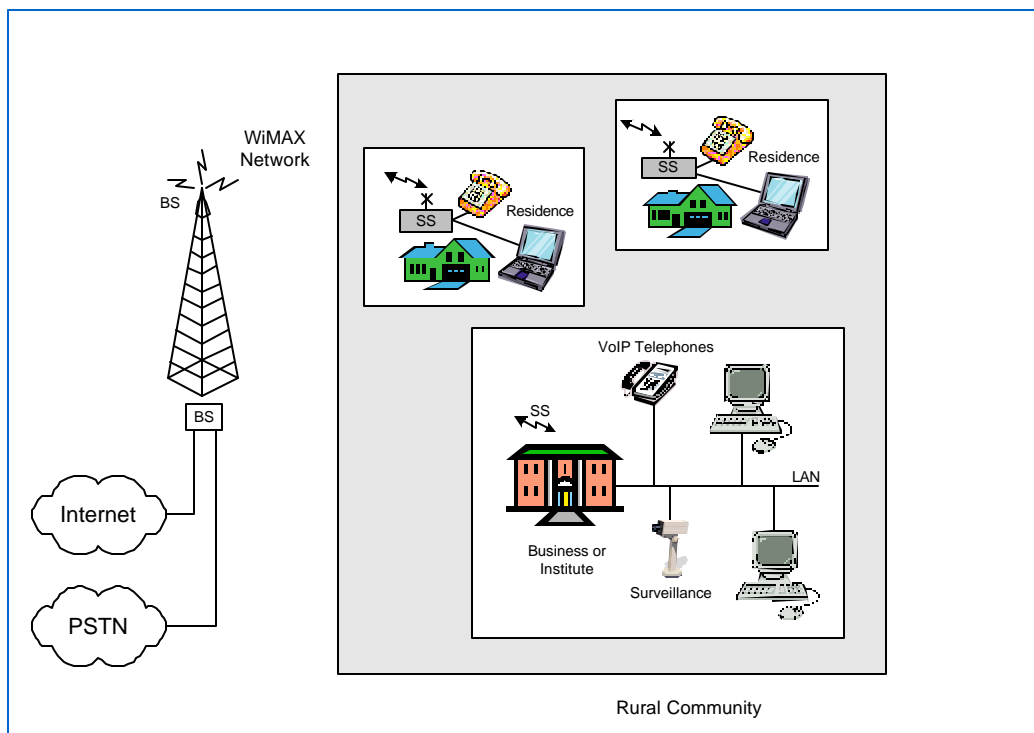 WiMAX
Network
BS
BS
Internet
PSTN
SS
Residence
SS
Residence
VoIP Telephones
SS
LAN
Business or
Institute
Surveillance
Rural Community